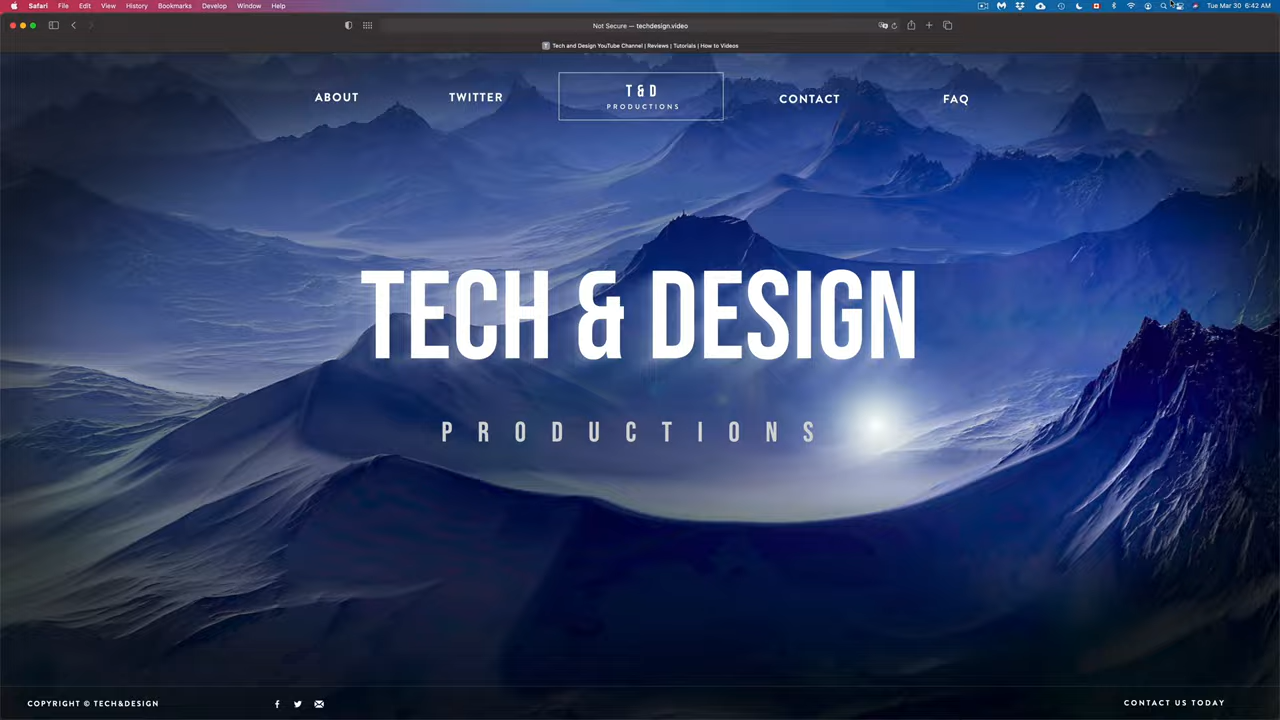 Safari File Edit View History Bookmarks Develop Window Help Tue Mar 30 6:42 AM
Not Secure — techdesign.video
Tech and Design YouTube Channel | Reviews | Tutorials | How to Videos
ABOUT TWITTER T&D CONTACT FAQ
PRODUCTIONS
TECH & DESIGN
PRODUCTIONS
COPYRIGHT © TECH&DESIGN CONTACT US TODAY